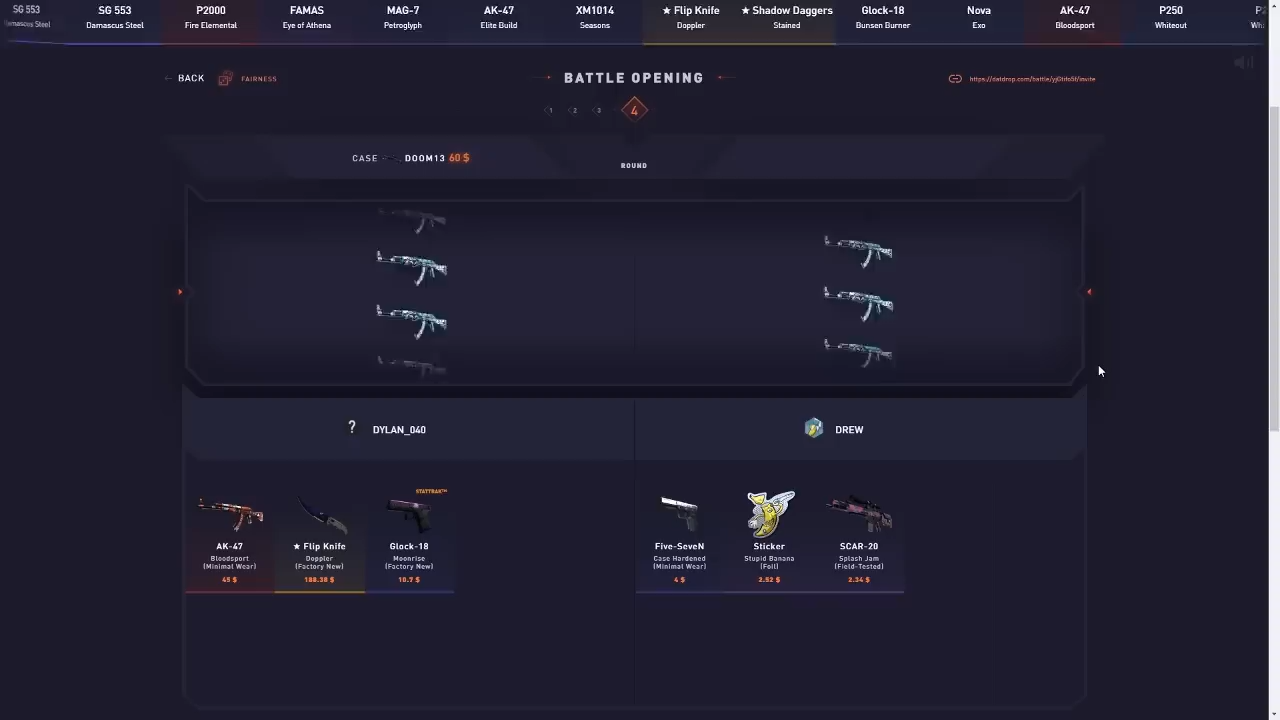 SG 553
Damascus Steel
SG 553
Damascus Steel
P2000
Fire Elemental
FAMAS
Eye of Athena
MAG-7
Petroglyph
AK-47
Elite Build
XM1014
Seasons
★ Flip Knife
Doppler
★ Shadow Daggers
Stained
Glock-18
Bunsen Burner
Nova
Exo
AK-47
Bloodsport
P250
Whiteout
BACK
FAIRNESS
BATTLE OPENING
1 2 3 4
CASE DOOM13 60 $
ROUND
DYLAN_040
DREW
AK-47
Bloodsport
(Minimal Wear)
45 $
★ Flip Knife
Doppler
(Factory New)
188.38 $
STATTRAK™
Glock-18
Moonrise
(Factory New)
10.7 $
Five-SeveN
Case Hardened
(Minimal Wear)
4 $
Sticker
Stupid Banana
(Foil)
2.52 $
SCAR-20
Splash Jam
(Field-Tested)
2.34 $